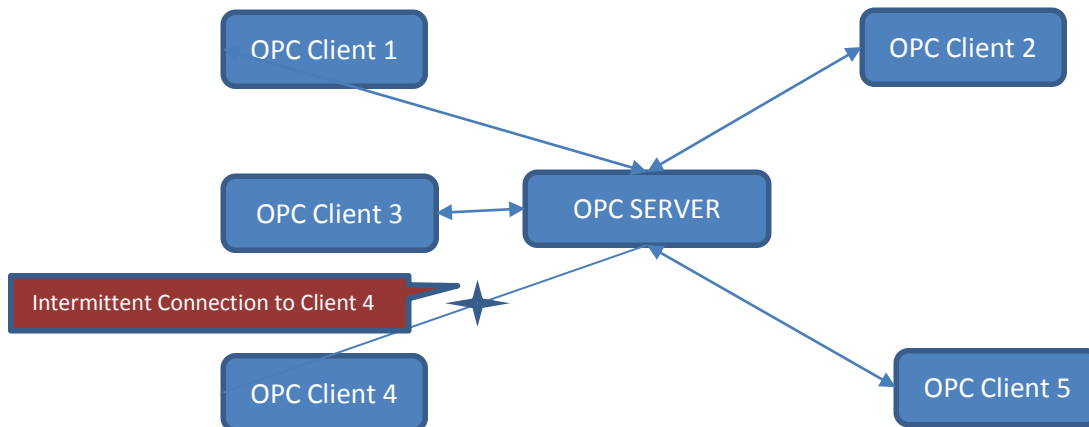 OPC Client 1
OPC Client 2
OPC Client 3
OPC SERVER
Intermittent Connection to Client 4
OPC Client 4
OPC Client 5